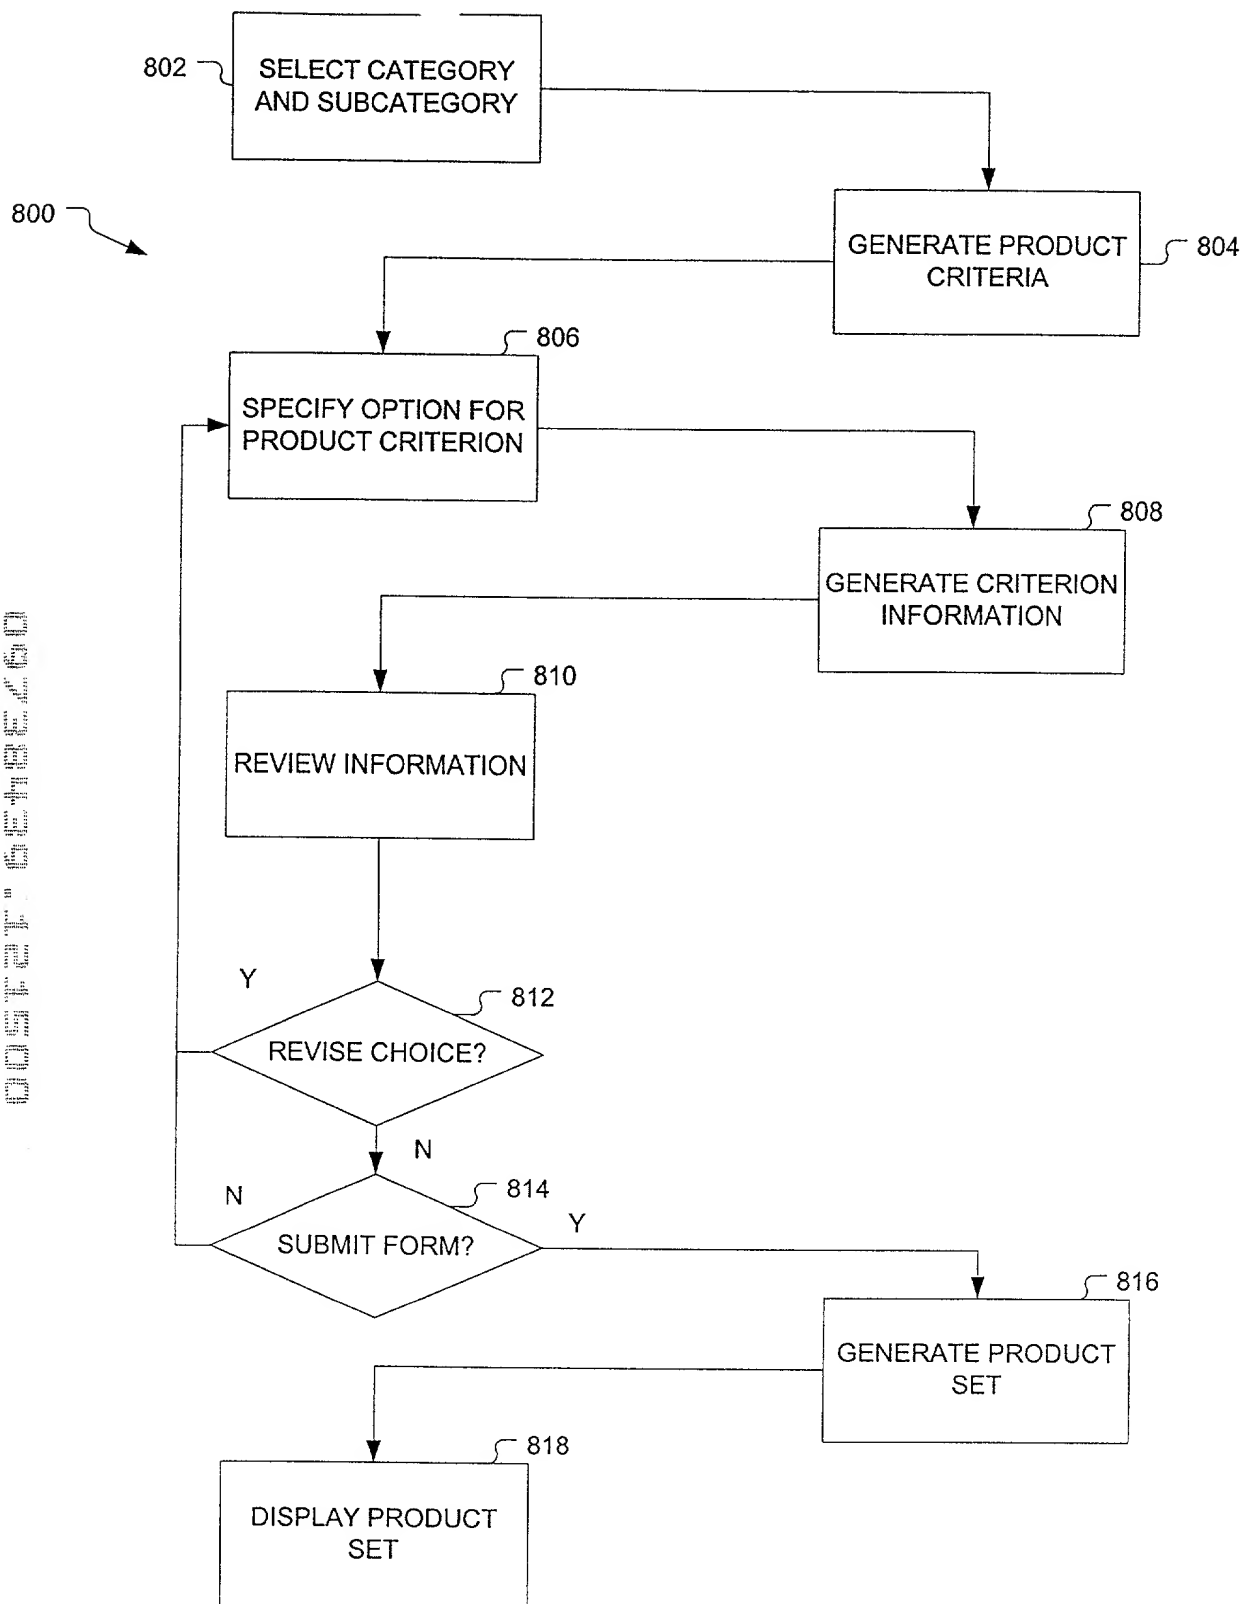 802
SELECT CATEGORY
AND SUBCATEGORY
800
GENERATE PRODUCT
CRITERIA
804
806
SPECIFY OPTION FOR
PRODUCT CRITERION
808
GENERATE CRITERION
INFORMATION
810
REVIEW INFORMATION
Y
812
REVISE CHOICE?
N
N
814
Y
SUBMIT FORM?
816
GENERATE PRODUCT
SET
818
DISPLAY PRODUCT
SET